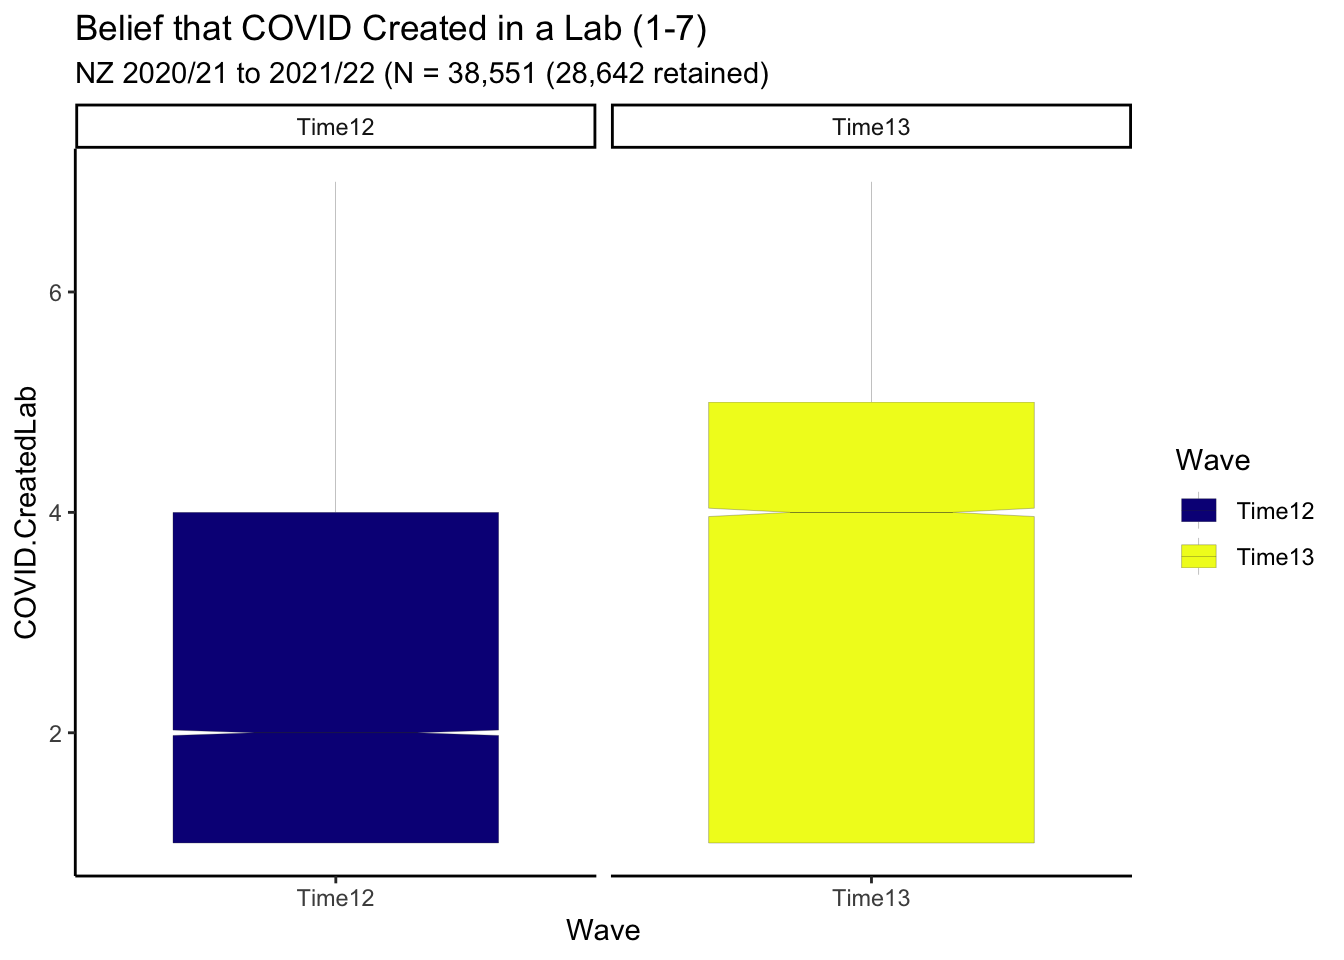 Belief that COVID Created in a Lab (1-7)
NZ 2020/21 to 2021/22 (N = 38,551 (28,642 retained)
Time12
Time13
6
4
2
COVID.CreatedLab
Time12
Time13
Wave
Wave
Time12
Time13